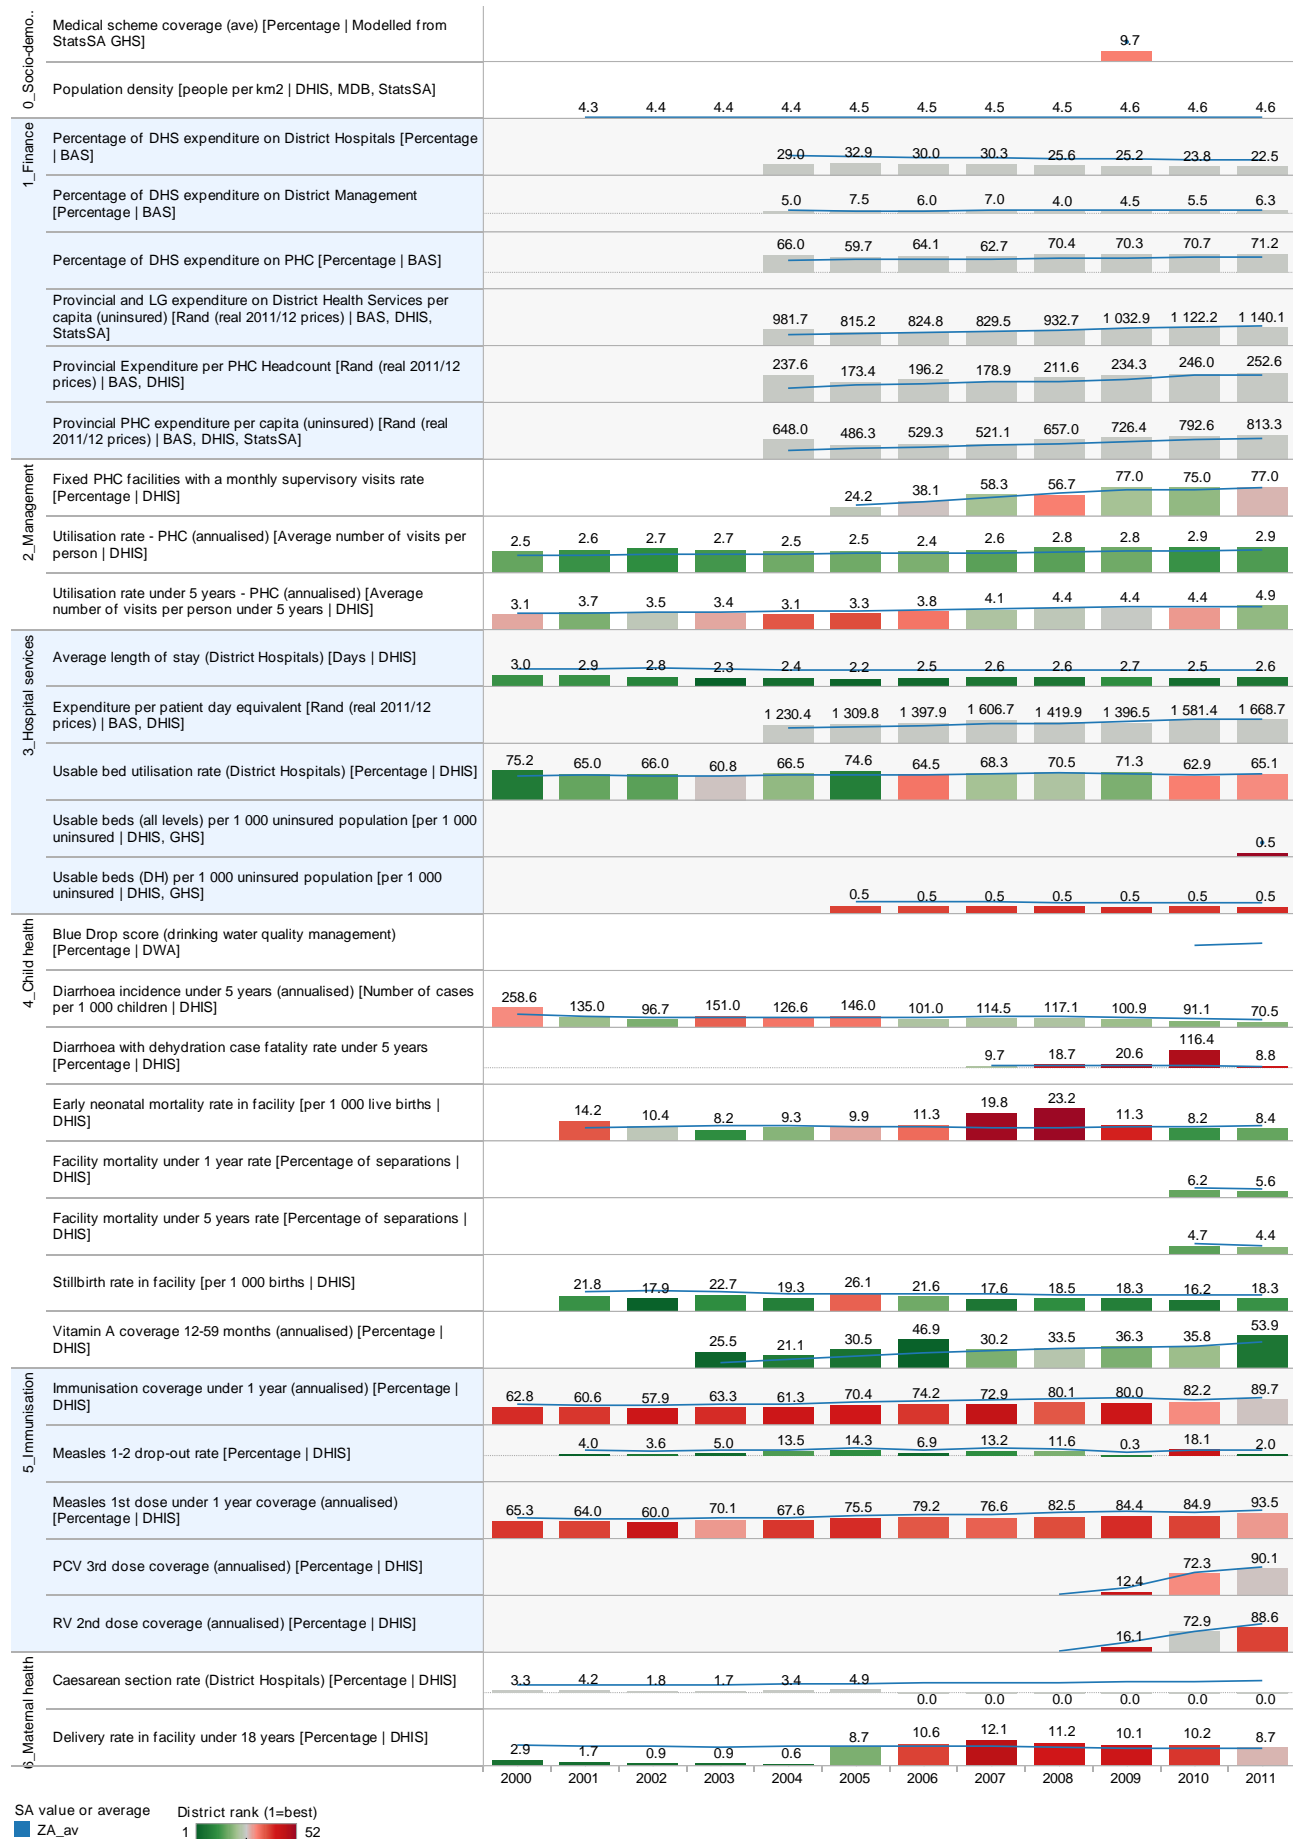 0_Socio-demo..
Medical scheme coverage (ave) [Percentage | Modelled from
StatsSA GHS]
9.7
Population density [people per km2 | DHIS, MDB, StatsSA]
4.3 4.4 4.4 4.4 4.5 4.5 4.5 4.5 4.6 4.6 4.6
1_Finance
Percentage of DHS expenditure on District Hospitals [Percentage
| BAS]
29.0 32.9 30.0 30.3 25.6 25.2 23.8 22.5
Percentage of DHS expenditure on District Management
[Percentage | BAS]
5.0 7.5 6.0 7.0 4.0 4.5 5.5 6.3
Percentage of DHS expenditure on PHC [Percentage | BAS]
66.0 59.7 64.1 62.7 70.4 70.3 70.7 71.2
Provincial and LG expenditure on District Health Services per
capita (uninsured) [Rand (real 2011/12 prices) | BAS, DHIS,
StatsSA]
981.7 815.2 824.8 829.5 932.7 1 032.9 1 122.2 1 140.1
Provincial Expenditure per PHC Headcount [Rand (real 2011/12
prices) | BAS, DHIS]
237.6 173.4 196.2 178.9 211.6 234.3 246.0 252.6
Provincial PHC expenditure per capita (uninsured) [Rand (real
2011/12 prices) | BAS, DHIS, StatsSA]
648.0 486.3 529.3 521.1 657.0 726.4 792.6 813.3
2_Management
Fixed PHC facilities with a monthly supervisory visits rate
[Percentage | DHIS]
24.2 38.1 58.3 56.7 77.0 75.0 77.0
Utilisation rate - PHC (annualised) [Average number of visits per
person | DHIS]
2.5 2.6 2.7 2.7 2.5 2.5 2.4 2.6 2.8 2.8 2.9 2.9
Utilisation rate under 5 years - PHC (annualised) [Average
number of visits per person under 5 years | DHIS]
3.1 3.7 3.5 3.4 3.1 3.3 3.8 4.1 4.4 4.4 4.4 4.9
3_Hospital services
Average length of stay (District Hospitals) [Days | DHIS]
3.0 2.9 2.8 2.3 2.4 2.2 2.5 2.6 2.6 2.7 2.5 2.6
Expenditure per patient day equivalent [Rand (real 2011/12
prices) | BAS, DHIS]
1 230.4 1 309.8 1 397.9 1 606.7 1 419.9 1 396.5 1 581.4 1 668.7
Usable bed utilisation rate (District Hospitals) [Percentage | DHIS]
75.2 65.0 66.0 60.8 66.5 74.6 64.5 68.3 70.5 71.3 62.9 65.1
Usable beds (all levels) per 1 000 uninsured population [per 1 000
uninsured | DHIS, GHS]
0.5
Usable beds (DH) per 1 000 uninsured population [per 1 000
uninsured | DHIS, GHS]
0.5 0.5 0.5 0.5 0.5 0.5 0.5
4_Child health
Blue Drop score (drinking water quality management)
[Percentage | DWA]
Diarrhoea incidence under 5 years (annualised) [Number of cases
per 1 000 children | DHIS]
258.6 135.0 96.7 151.0 126.6 146.0 101.0 114.5 117.1 100.9 91.1 70.5
Diarrhoea with dehydration case fatality rate under 5 years
[Percentage | DHIS]
9.7 18.7 20.6 116.4 8.8
Early neonatal mortality rate in facility [per 1 000 live births |
DHIS]
14.2 10.4 8.2 9.3 9.9 11.3 19.8 23.2 11.3 8.2 8.4
Facility mortality under 1 year rate [Percentage of separations |
DHIS]
6.2 5.6
Facility mortality under 5 years rate [Percentage of separations |
DHIS]
4.7 4.4
Stillbirth rate in facility [per 1 000 births | DHIS]
21.8 17.9 22.7 19.3 26.1 21.6 17.6 18.5 18.3 16.2 18.3
Vitamin A coverage 12-59 months (annualised) [Percentage |
DHIS]
25.5 21.1 30.5 46.9 30.2 33.5 36.3 35.8 53.9
5_Immunisation
Immunisation coverage under 1 year (annualised) [Percentage |
DHIS]
62.8 60.6 57.9 63.3 61.3 70.4 74.2 72.9 80.1 80.0 82.2 89.7
Measles 1-2 drop-out rate [Percentage | DHIS]
4.0 3.6 5.0 13.5 14.3 6.9 13.2 11.6 0.3 18.1 2.0
Measles 1st dose under 1 year coverage (annualised)
[Percentage | DHIS]
65.3 64.0 60.0 70.1 67.6 75.5 79.2 76.6 82.5 84.4 84.9 93.5
PCV 3rd dose coverage (annualised) [Percentage | DHIS]
12.4 72.3 90.1
RV 2nd dose coverage (annualised) [Percentage | DHIS]
16.1 72.9 88.6
6_Maternal health
Caesarean section rate (District Hospitals) [Percentage | DHIS]
3.3 4.2 1.8 1.7 3.4 4.9 0.0 0.0 0.0 0.0 0.0 0.0
Delivery rate in facility under 18 years [Percentage | DHIS]
2.9 1.7 0.9 0.9 0.6 8.7 10.6 12.1 11.2 10.1 10.2 8.7
2000 2001 2002 2003 2004 2005 2006 2007 2008 2009 2010 2011
SA value or average
ZA_av
District rank (1=best)
1 52